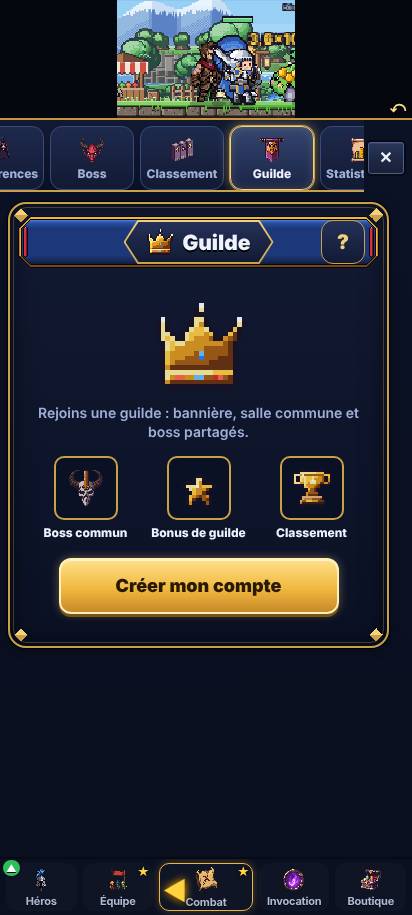 rences
Boss
Classement
Guilde
Statist
×
Guilde
?
Rejoins une guilde : bannière, salle commune et
boss partagés.
Boss commun
Bonus de guilde
Classement
Créer mon compte
Héros
Équipe
Combat
Invocation
Boutique